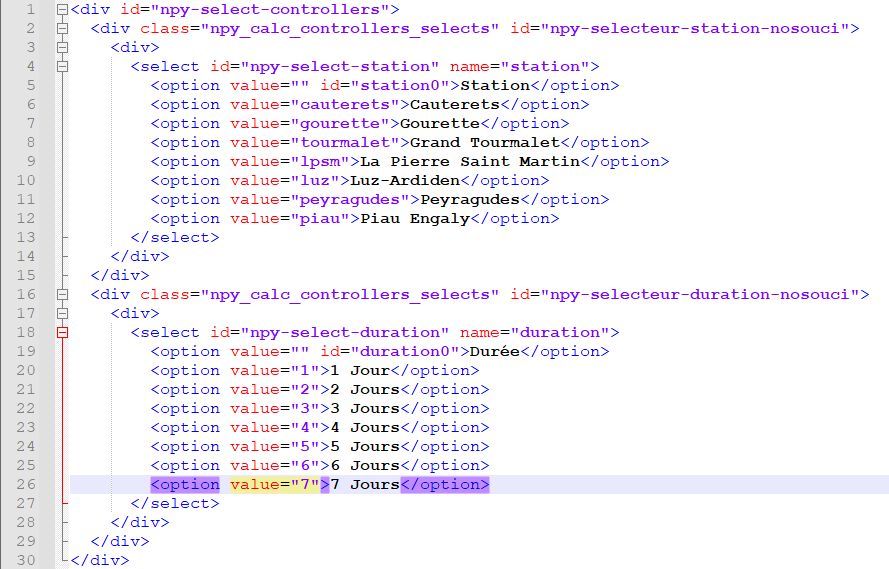 1 <div id="npy-select-controllers">
2 <div class="npy_calc_controllers_selects" id="npy-selecteur-station-nosouci">
3 <div>
4 <select id="npy-select-station" name="station">
5 <option value="" id="station0">Station</option>
6 <option value="cauterets">Cauterets</option>
7 <option value="gourette">Gourette</option>
8 <option value="tourmalet">Grand Tourmalet</option>
9 <option value="lpsm">La Pierre Saint Martin</option>
10 <option value="luz">Luz-Ardiden</option>
11 <option value="peyragudes">Peyragudes</option>
12 <option value="piau">Piau Engaly</option>
13 </select>
14 </div>
15 </div>
16 <div class="npy_calc_controllers_selects" id="npy-selecteur-duration-nosouci">
17 <div>
18 <select id="npy-select-duration" name="duration">
19 <option value="" id="duration0">Durée</option>
20 <option value="1">1 Jour</option>
21 <option value="2">2 Jours</option>
22 <option value="3">3 Jours</option>
23 <option value="4">4 Jours</option>
24 <option value="5">5 Jours</option>
25 <option value="6">6 Jours</option>
26 <option value="7">7 Jours</option>
27 </select>
28 </div>
29 </div>
30 </div>